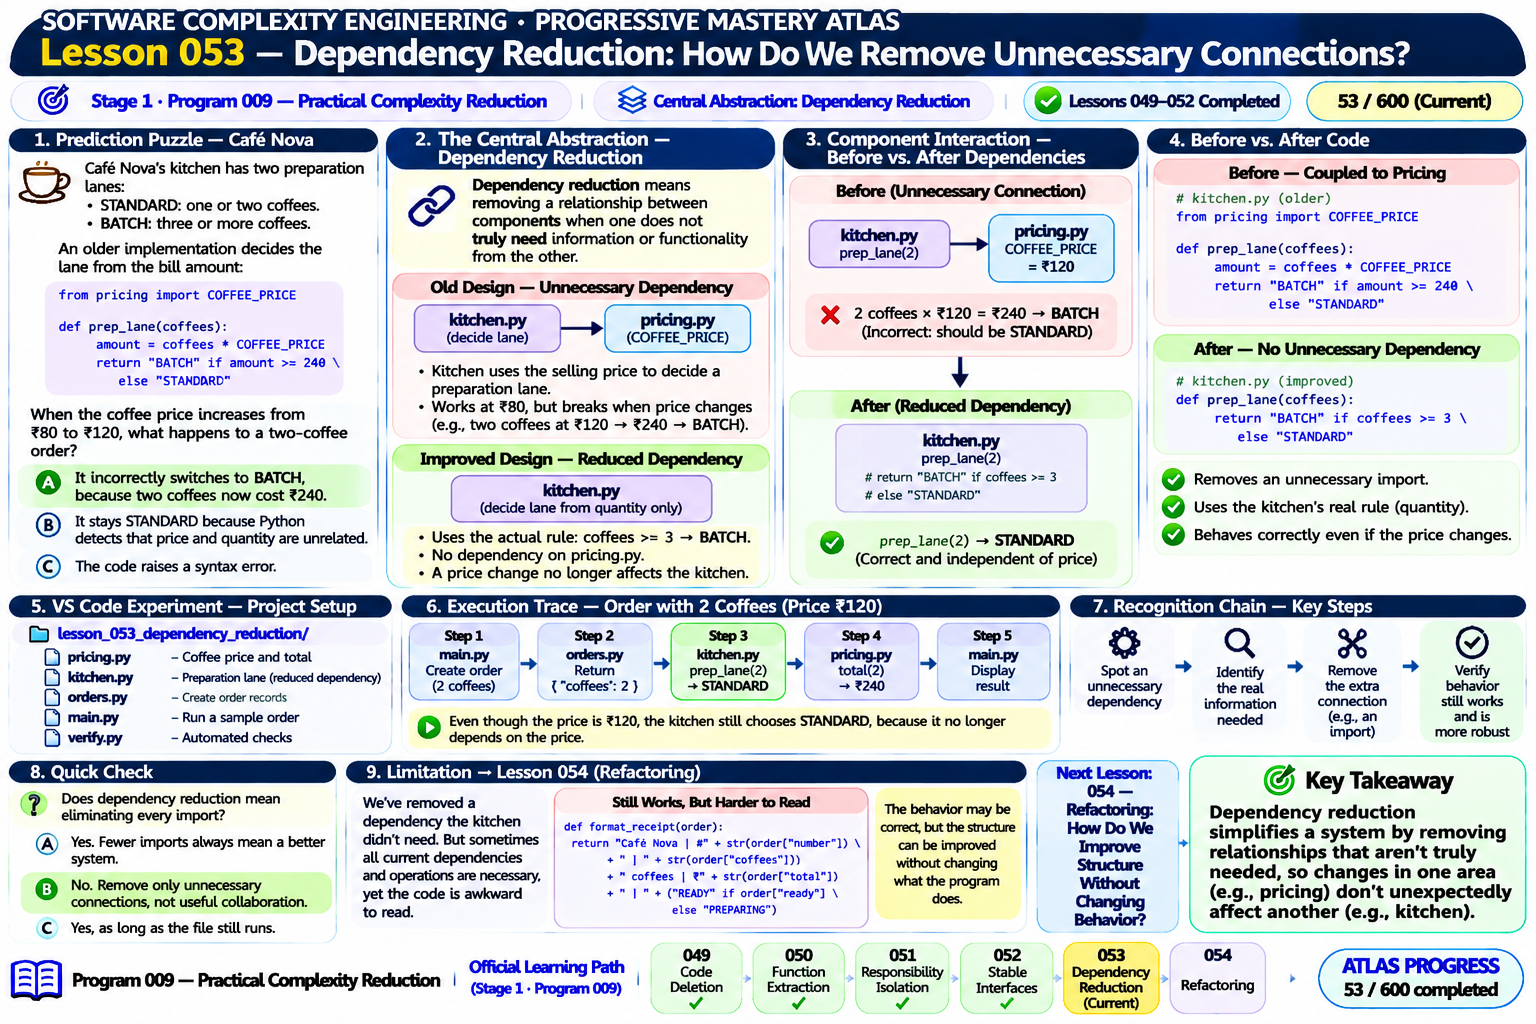 SOFTWARE COMPLEXITY ENGINEERING · PROGRESSIVE MASTERY ATLAS
Lesson 053 — Dependency Reduction: How Do We Remove Unnecessary Connections?
Stage 1 · Program 009 — Practical Complexity Reduction
Central Abstraction: Dependency Reduction
Lessons 049–052 Completed
53 / 600 (Current)
1. Prediction Puzzle — Café Nova
Café Nova's kitchen has two preparation
lanes:
• STANDARD: one or two coffees.
• BATCH: three or more coffees.
An older implementation decides the
lane from the bill amount:
from pricing import COFFEE_PRICE
def prep_lane(coffees):
amount = coffees * COFFEE_PRICE
return "BATCH" if amount >= 240 \
else "STANDARD"
When the coffee price increases from
₹80 to ₹120, what happens to a two-coffee
order?
A It incorrectly switches to BATCH,
because two coffees now cost ₹240.
B It stays STANDARD because Python
detects that price and quantity are unrelated.
C The code raises a syntax error.
2. The Central Abstraction —
Dependency Reduction
Dependency reduction means
removing a relationship between
components when one does not
truly need information or functionality
from the other.
Old Design — Unnecessary Dependency
kitchen.py
(decide lane)
pricing.py
(COFFEE_PRICE)
• Kitchen uses the selling price to decide a
preparation lane.
• Works at ₹80, but breaks when price changes
(e.g., two coffees at ₹120 → ₹240 → BATCH).
Improved Design — Reduced Dependency
kitchen.py
(decide lane from quantity only)
• Uses the actual rule: coffees >= 3 → BATCH.
• No dependency on pricing.py.
• A price change no longer affects the kitchen.
3. Component Interaction —
Before vs. After Dependencies
Before (Unnecessary Connection)
kitchen.py
prep_lane(2)
pricing.py
COFFEE_PRICE
= ₹120
2 coffees × ₹120 = ₹240 → BATCH
(Incorrect: should be STANDARD)
After (Reduced Dependency)
kitchen.py
prep_lane(2)
# return "BATCH" if coffees >= 3
# else "STANDARD"
prep_lane(2) → STANDARD
(Correct and independent of price)
4. Before vs. After Code
Before — Coupled to Pricing
# kitchen.py (older)
from pricing import COFFEE_PRICE
def prep_lane(coffees):
amount = coffees * COFFEE_PRICE
return "BATCH" if amount >= 240 \
else "STANDARD"
After — No Unnecessary Dependency
# kitchen.py (improved)
def prep_lane(coffees):
return "BATCH" if coffees >= 3 \
else "STANDARD"
Removes an unnecessary import.
Uses the kitchen's real rule (quantity).
Behaves correctly even if the price changes.
5. VS Code Experiment — Project Setup
lesson_053_dependency_reduction/
pricing.py – Coffee price and total
kitchen.py – Preparation lane (reduced dependency)
orders.py – Create order records
main.py – Run a sample order
verify.py – Automated checks
6. Execution Trace — Order with 2 Coffees (Price ₹120)
Step 1
main.py
Create order
(2 coffees)
Step 2
orders.py
Return
{ "coffees": 2 }
Step 3
kitchen.py
prep_lane(2)
→ STANDARD
Step 4
pricing.py
total(2)
→ ₹240
Step 5
main.py
Display
result
Even though the price is ₹120, the kitchen still chooses STANDARD, because it no longer
depends on the price.
7. Recognition Chain — Key Steps
Spot an
unnecessary
dependency
Identify
the real
information
needed
Remove
the extra
connection
(e.g., an
import)
Verify
behavior
still works
and is
more robust
8. Quick Check
? Does dependency reduction mean
eliminating every import?
A Yes. Fewer imports always mean a better
system.
B No. Remove only unnecessary
connections, not useful collaboration.
C Yes, as long as the file still runs.
9. Limitation → Lesson 054 (Refactoring)
We've removed a
dependency the kitchen
didn't need. But sometimes
all current dependencies
and operations are necessary,
yet the code is awkward
to read.
Still Works, But Harder to Read
def format_receipt(order):
return "Café Nova | #" + str(order["number"]) \
+ " | " + str(order["coffees"]))
+ " coffees | ₹" + str(order["total"])
+ " | " + ("READY" if order["ready"] \
else "PREPARING")
The behavior may be
correct, but the structure
can be improved
without changing
what the program
does.
Next Lesson:
054 —
Refactoring:
How Do We
Improve
Structure
Without
Changing
Behavior?
Key Takeaway
Dependency reduction
simplifies a system by removing
relationships that aren't truly
needed, so changes in one area
(e.g., pricing) don't unexpectedly
affect another (e.g., kitchen).
Program 009 — Practical Complexity Reduction
Official Learning Path
(Stage 1 · Program 009)
049
Code
Deletion
050
Function
Extraction
051
Responsibility
Isolation
052
Stable
Interfaces
053
Dependency
Reduction
(Current)
054
Refactoring
ATLAS PROGRESS
53 / 600 completed